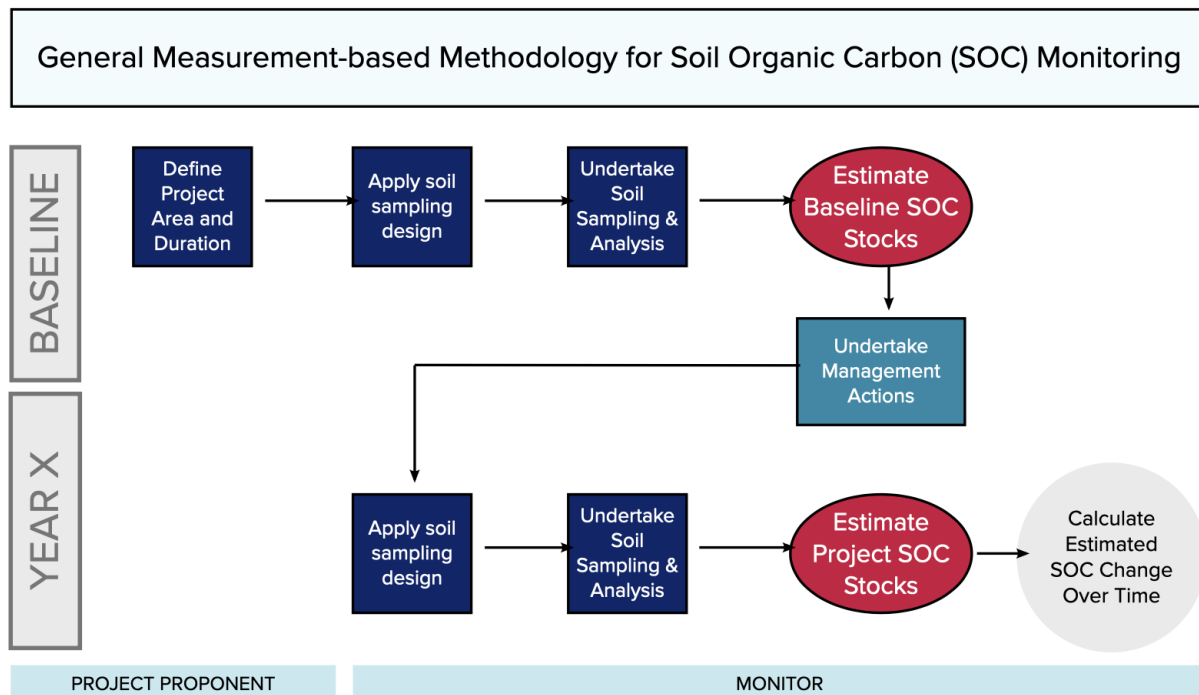 General Measurement-based Methodology for Soil Organic Carbon (SOC) Monitoring
BASELINE
Define
Project
Area and
Duration
Apply soil
sampling
design
Undertake
Soil
Sampling &
Analysis
Estimate
Baseline SOC
Stocks
Undertake
Management
Actions
YEAR X
Apply soil
sampling
design
Undertake
Soil
Sampling &
Analysis
Estimate
Project SOC
Stocks
Calculate
Estimated
SOC Change
Over Time
PROJECT PROPONENT
MONITOR